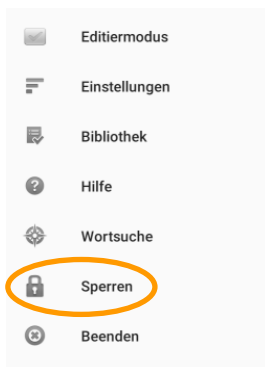 Editiermodus
Einstellungen
Bibliothek
Hilfe
Wortsuche
Sperren
Beenden